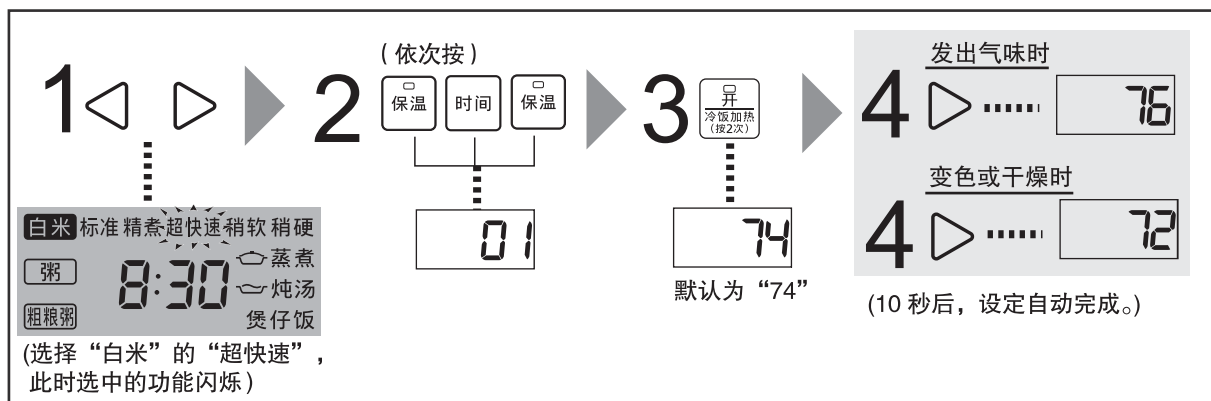 1
2
(依次按)
保温 时间 保温
01
3
开
冷饭加热
(按2次)
74
默认为“74”
发出气味时
4
76
变色或干燥时
4
72
(10 秒后，设定自动完成。)
白米 标准 精煮 超快速 稍软 稍硬
粥 8:30 蒸煮
炖汤
粗粮粥 煲仔饭
(选择“白米”的“超快速”，
此时选中的功能闪烁)